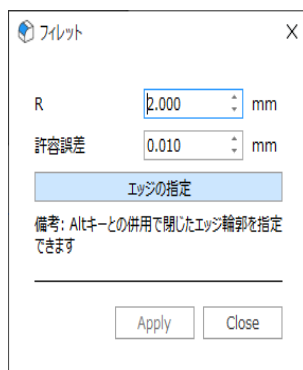 フィレット
R 2.000 mm
許容誤差 0.010 mm
エッジの指定
備考: Altキーとの併用で閉じたエッジ輪郭を指定
できます
Apply Close